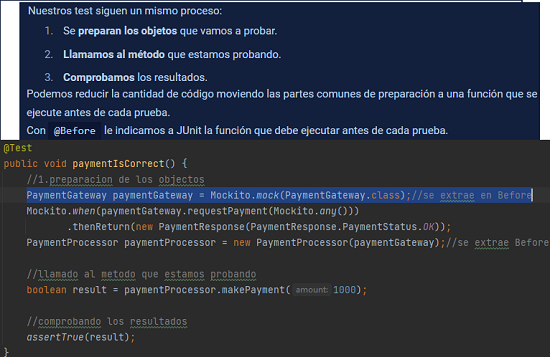 Nuestros test siguen un mismo proceso:
1. Se preparan los objetos que vamos a probar.
2. Llamamos al método que estamos probando.
3. Comprobamos los resultados.
Podemos reducir la cantidad de código moviendo las partes comunes de preparación a una función que se
ejecute antes de cada prueba.
Con @Before le indicamos a JUnit la función que debe ejecutar antes de cada prueba.
@Test
public void paymentIsCorrect() {
//1.preparacion de los objectos
PaymentGateway paymentGateway = Mockito.mock(PaymentGateway.class);//se extrae en Before
Mockito.when(paymentGateway.requestPayment(Mockito.any()))
.thenReturn(new PaymentResponse(PaymentResponse.PaymentStatus.OK));
PaymentProcessor paymentProcessor = new PaymentProcessor(paymentGateway);//se extrae Before
//llamado al metodo que estamos probando
boolean result = paymentProcessor.makePayment( amount: 1000);
//comprobando los resultados
assertTrue(result);
}